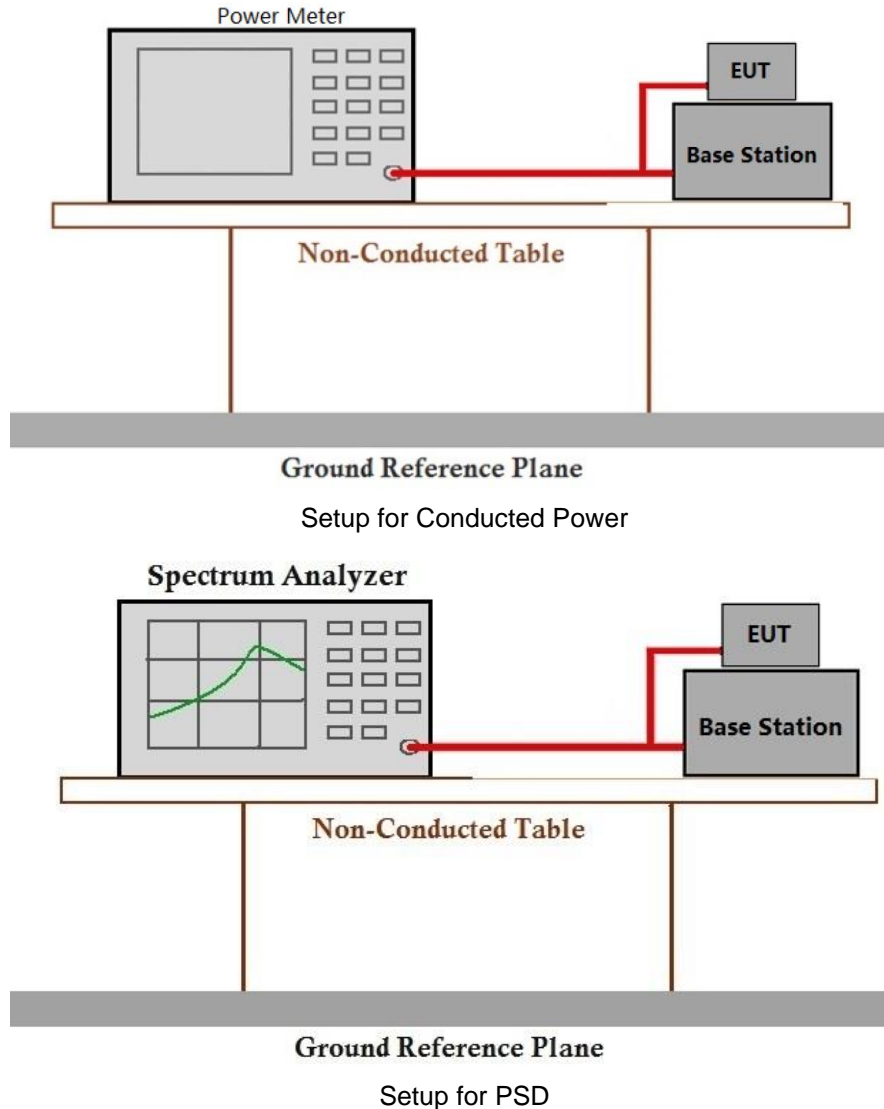 Power Meter
EUT
Base Station
Non-Conducted Table
Ground Reference Plane
Setup for Conducted Power
Spectrum Analyzer
EUT
Base Station
Non-Conducted Table
Ground Reference Plane
Setup for PSD